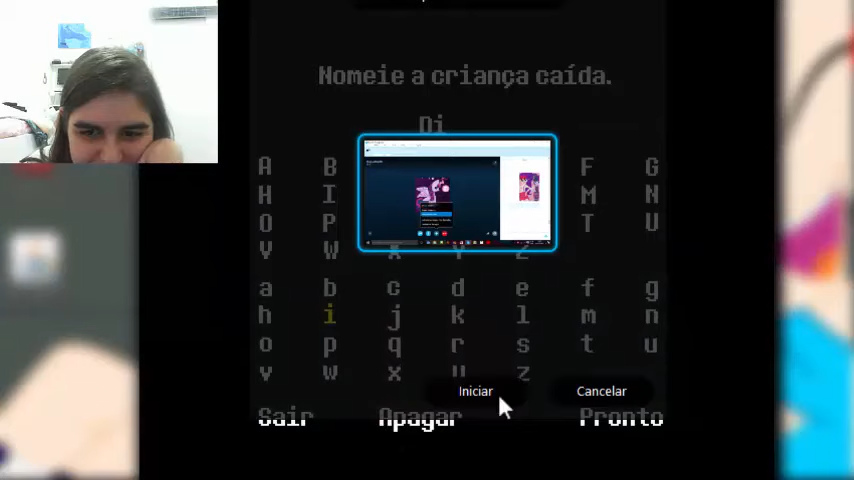 Nomeie a criança caída.
Di
A B F G
H I M N
O P T U
V W X Y Z
a b c d e f g
h i j k l m n
o p q r s t u
v w x z
Iniciar Cancelar
Sair Apagar Pronto